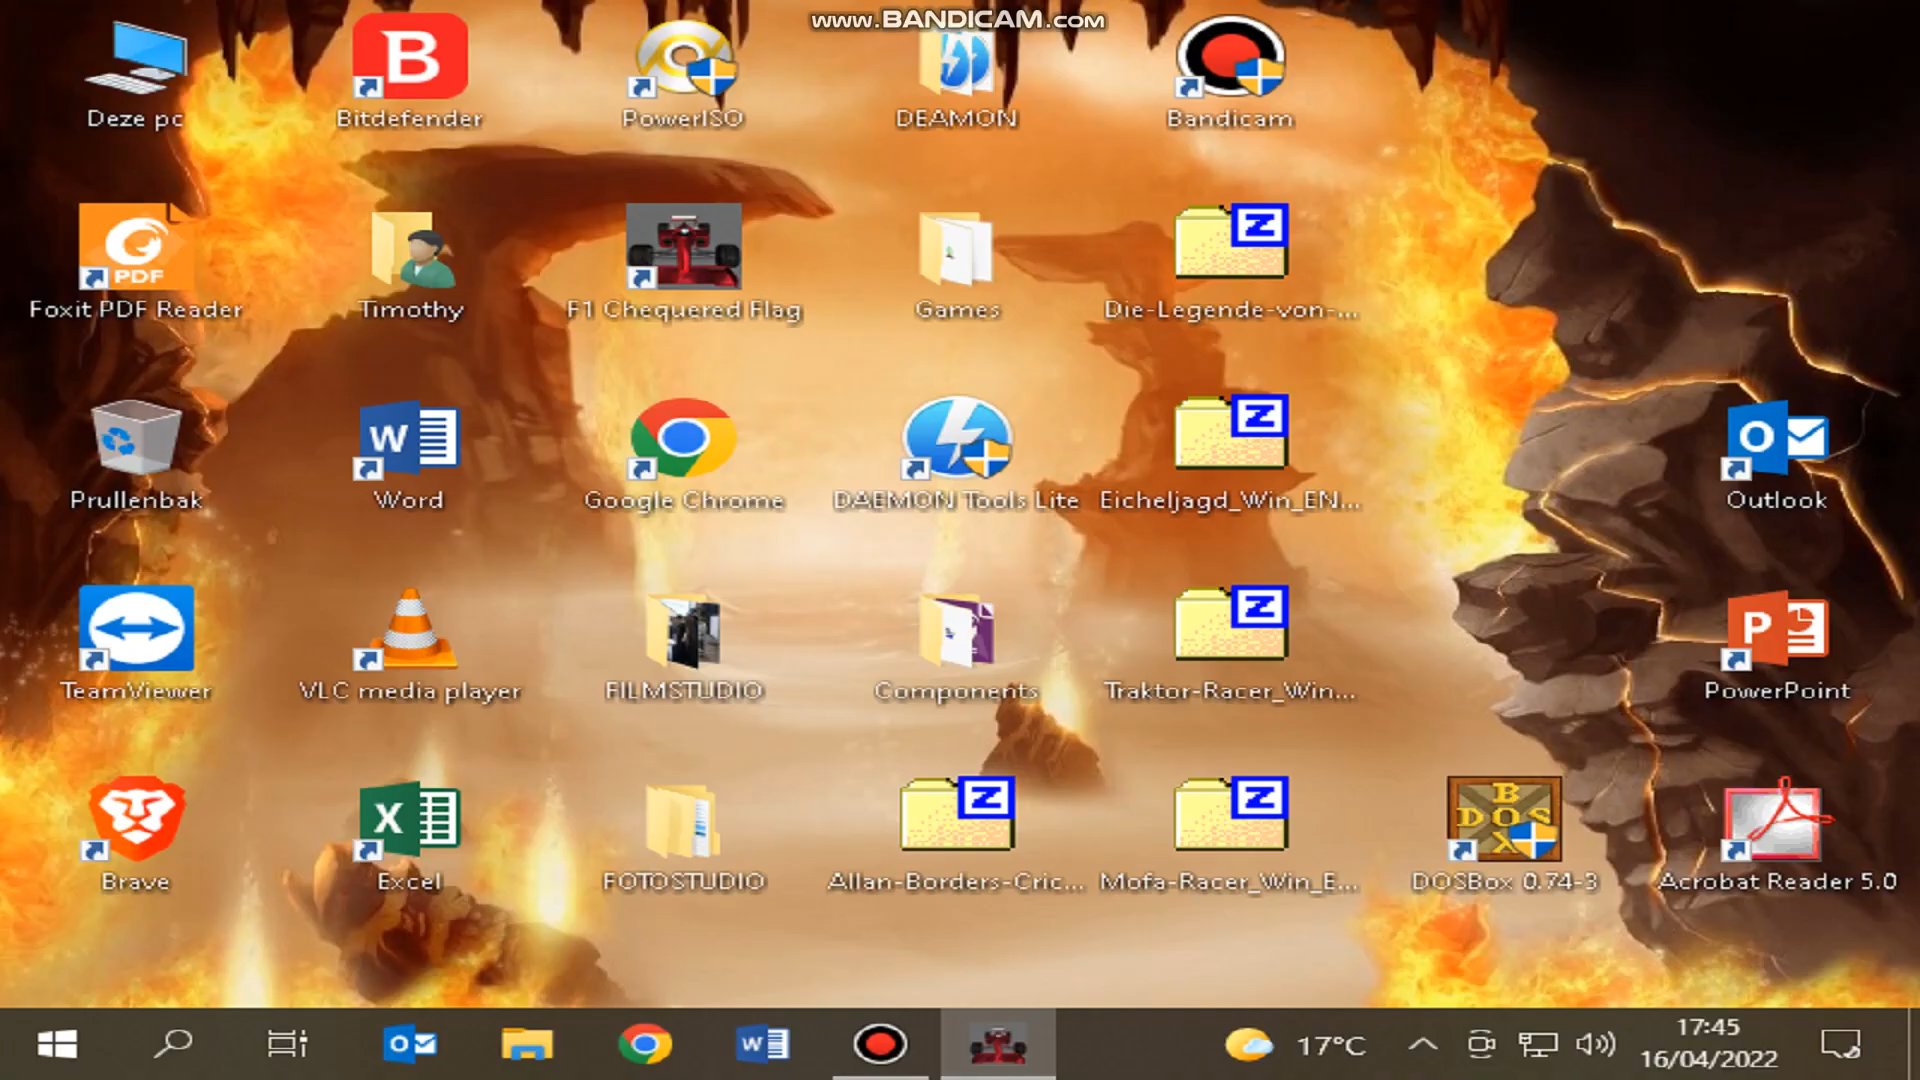 www.BANDICAM.com
Deze pc
Bitdefender
PowerISO
DEAMON
Bandicam
PDF
Foxit PDF Reader
Timothy
F1 Chequered Flag
Games
Die-Legende-von-...
Prullenbak
Word
Google Chrome
DAEMON Tools Lite
Eicheljagd_Win_EN...
Outlook
TeamViewer
VLC media player
FILMSTUDIO
Components
Traktor-Racer_Win...
PowerPoint
Brave
Excel
FOTOSTUDIO
Allan-Borders-Cric...
Mofa-Racer_Win_E...
DOSBox 0.74-3
Acrobat Reader 5.0
17°C
17:45
16/04/2022